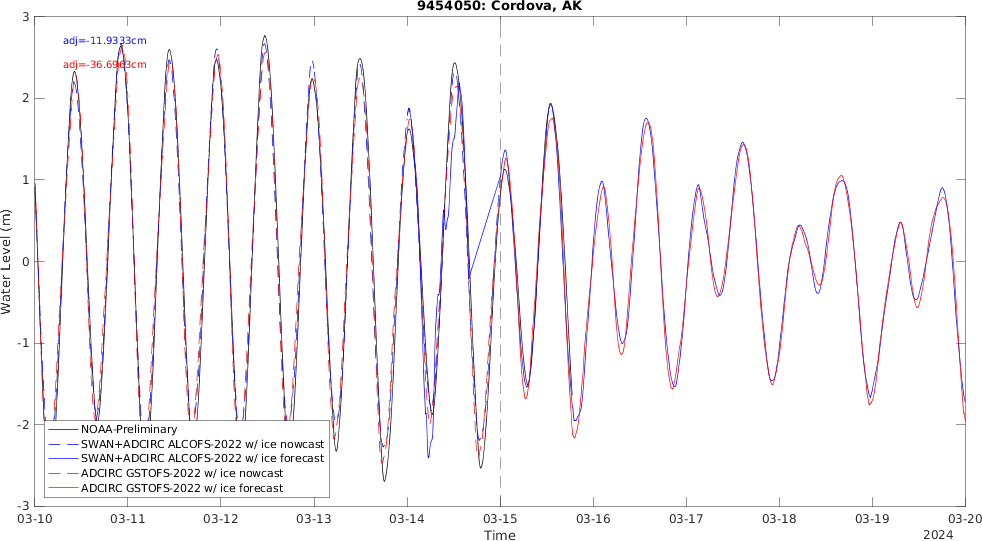 9454050: Cordova, AK
adj=-11.9333cm
adj=-36.6963cm
Water Level (m)
3
2
1
0
-1
-2
-3
NOAA-Preliminary
SWAN+ADCIRC ALCOFS-2022 w/ ice nowcast
SWAN+ADCIRC ALCOFS-2022 w/ ice forecast
ADCIRC GSTOFS-2022 w/ ice nowcast
ADCIRC GSTOFS-2022 w/ ice forecast
03-10 03-11 03-12 03-13 03-14 03-15 03-16 03-17 03-18 03-19 03-20
Time
2024